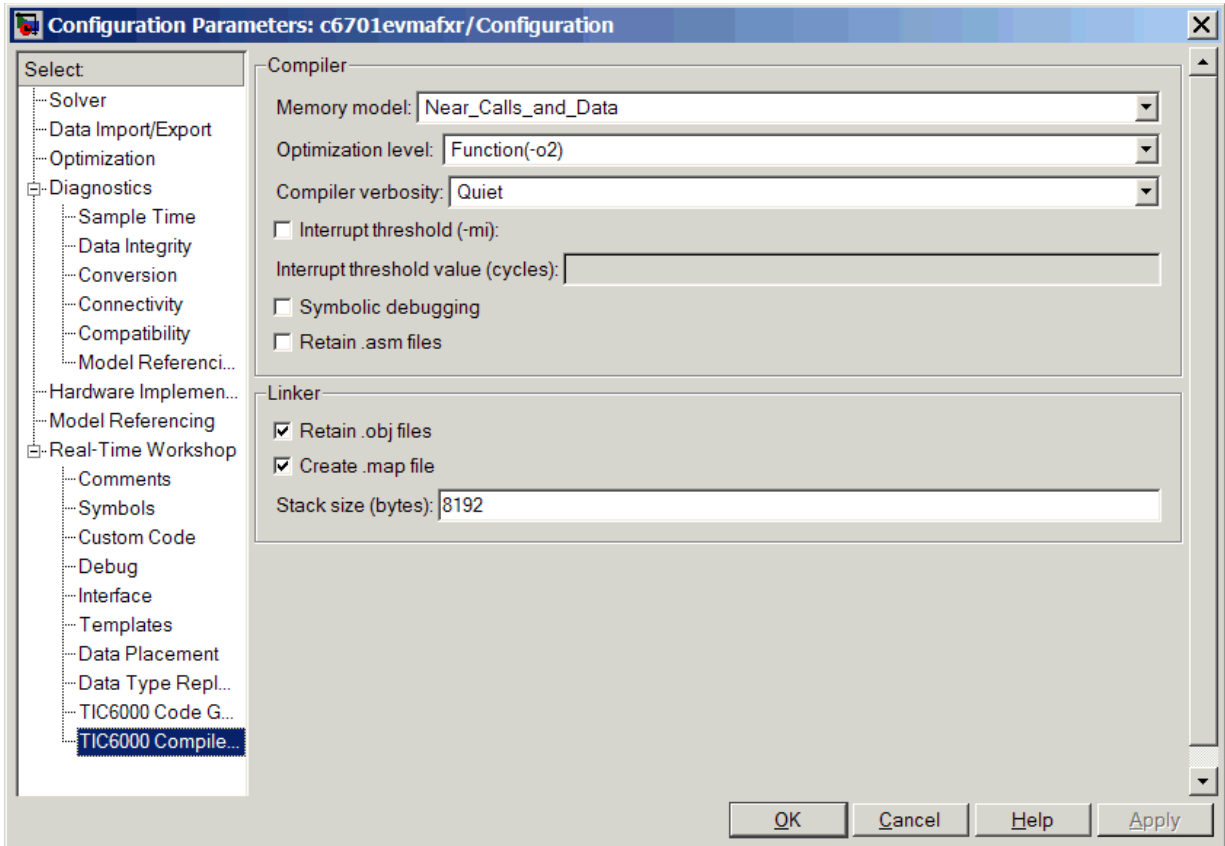 Configuration Parameters: c6701evmafxr/Configuration
Select:
Solver
Data Import/Export
Optimization
Diagnostics
Sample Time
Data Integrity
Conversion
Connectivity
Compatibility
Model Referenci...
Hardware Implemen...
Model Referencing
Real-Time Workshop
Comments
Symbols
Custom Code
Debug
Interface
Templates
Data Placement
Data Type Repl...
TIC6000 Code G...
TIC6000 Compile...
Compiler
Memory model: Near_Calls_and_Data
Optimization level: Function(-o2)
Compiler verbosity: Quiet
Interrupt threshold (-mi):
Interrupt threshold value (cycles):
Symbolic debugging
Retain .asm files
Linker
Retain .obj files
Create .map file
Stack size (bytes): 8192
OK Cancel Help Apply